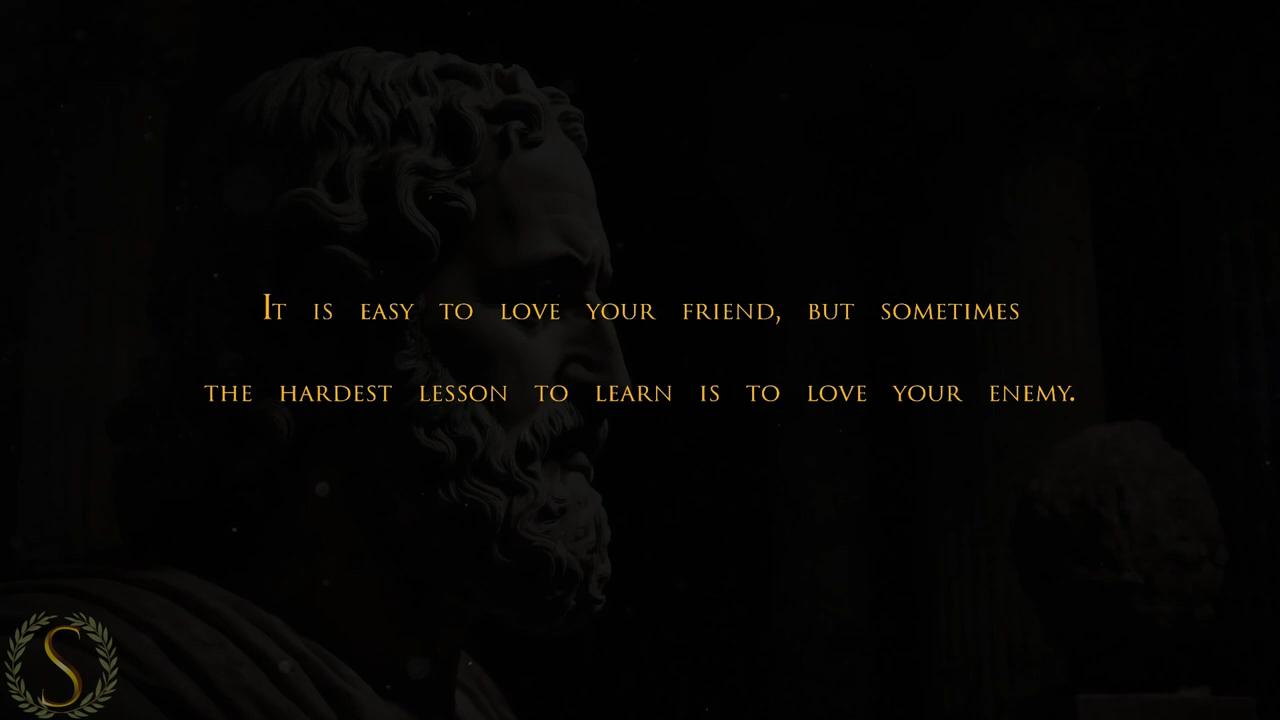 It is easy to love your friend, but sometimes
the hardest lesson to learn is to love your enemy.
S